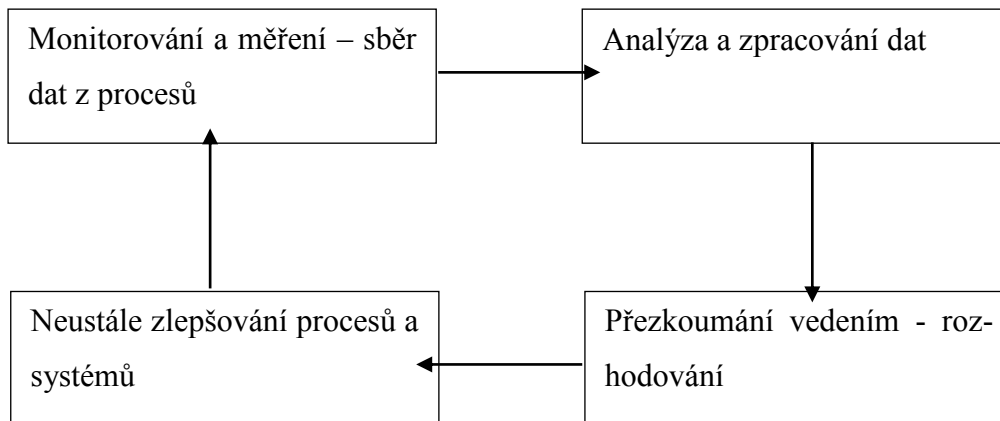 Monitorování a měření – sběr
dat z procesů
Analýza a zpracování dat
Neustále zlepšování procesů a
systémů
Přezkoumání vedením - roz-
hodování